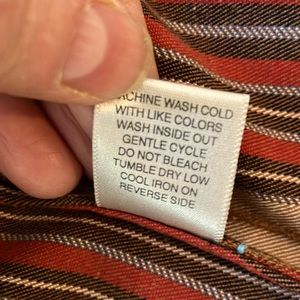 ACHINE WASH COLD
WITH LIKE COLORS
WASH INSIDE OUT
GENTLE CYCLE
DO NOT BLEACH
TUMBLE DRY LOW
COOL IRON ON
REVERSE SIDE